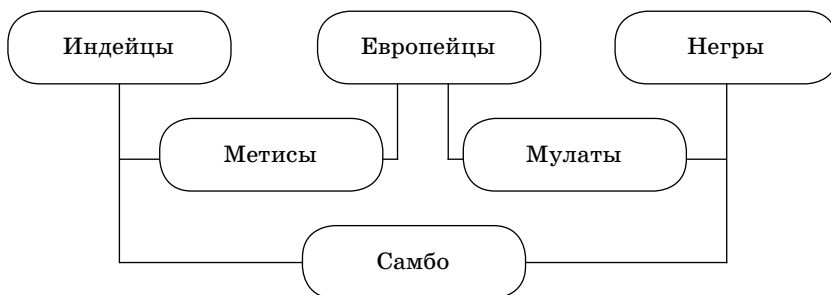 Индейцы
Европейцы
Негры
Метисы
Мулаты
Самбо